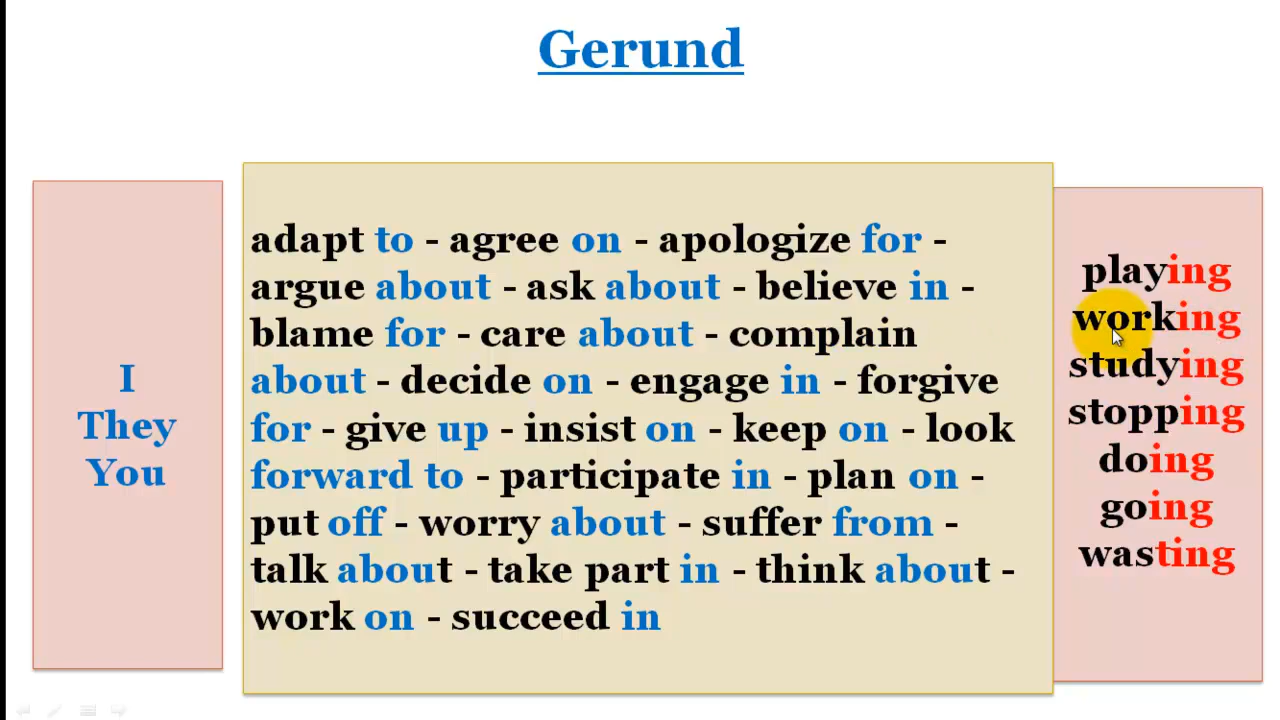 Gerund
I
They
You
adapt to - agree on - apologize for -
argue about - ask about - believe in -
blame for - care about - complain
about - decide on - engage in - forgive
for - give up - insist on - keep on - look
forward to - participate in - plan on -
put off - worry about - suffer from -
talk about - take part in - think about -
work on - succeed in
playing
working
studying
stopping
doing
going
wasting